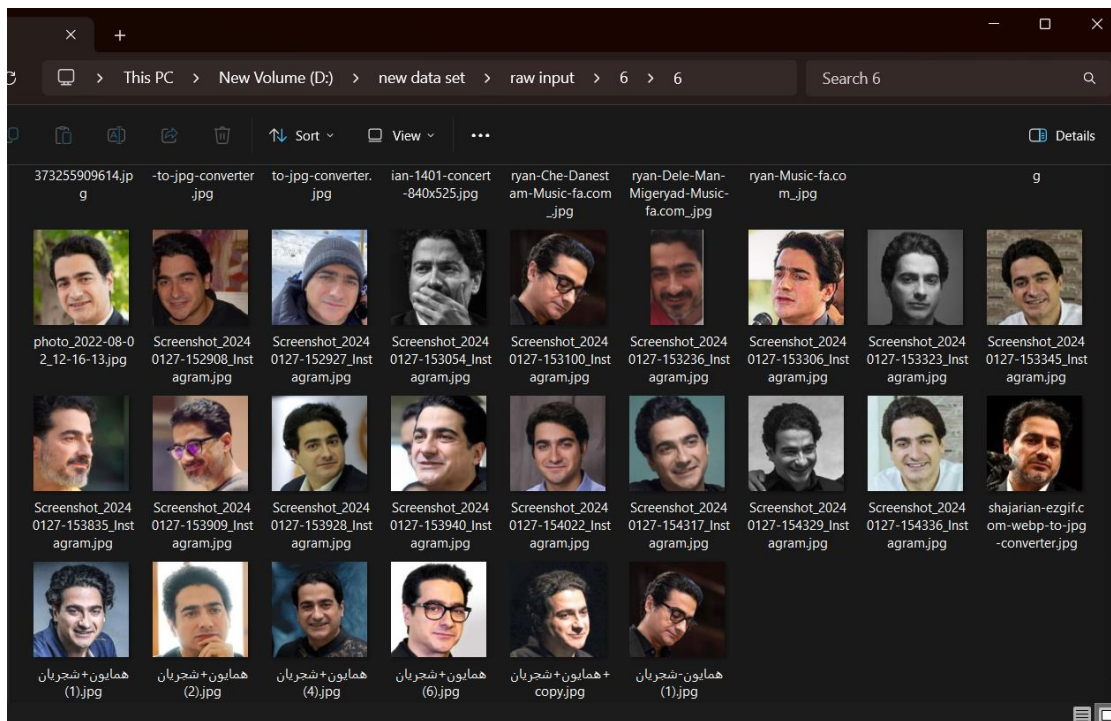 This PC > New Volume (D:) > new data set > raw input > 6 > 6
Search 6
Sort
View
Details
373255909614.jp
g
-to-jpg-converter
.jpg
to-jpg-converter.
jpg
ian-1401-concert
-840x525.jpg
ryan-Che-Danest
am-Music-fa.com
_.jpg
ryan-Dele-Man-
Migeryad-Music-
fa.com_.jpg
ryan-Music-fa.co
m_.jpg
g
photo_2022-08-0
2_12-16-13.jpg
Screenshot_2024
0127-152908_Inst
agram.jpg
Screenshot_2024
0127-152927_Inst
agram.jpg
Screenshot_2024
0127-153054_Inst
agram.jpg
Screenshot_2024
0127-153100_Inst
agram.jpg
Screenshot_2024
0127-153236_Inst
agram.jpg
Screenshot_2024
0127-153306_Inst
agram.jpg
Screenshot_2024
0127-153323_Inst
agram.jpg
Screenshot_2024
0127-153345_Inst
agram.jpg
Screenshot_2024
0127-153835_Inst
agram.jpg
Screenshot_2024
0127-153909_Inst
agram.jpg
Screenshot_2024
0127-153928_Inst
agram.jpg
Screenshot_2024
0127-153940_Inst
agram.jpg
Screenshot_2024
0127-154022_Inst
agram.jpg
Screenshot_2024
0127-154317_Inst
agram.jpg
Screenshot_2024
0127-154329_Inst
agram.jpg
Screenshot_2024
0127-154336_Inst
agram.jpg
shajarian-ezgif.c
om-webp-to-jpg
-converter.jpg
همایون+شجریان
(1).jpg
همایون+شجریان
(2).jpg
همایون+شجریان
(4).jpg
همایون+شجریان
(6).jpg
همایون+شجریان+
copy.jpg
همایون-شجریان
(1).jpg